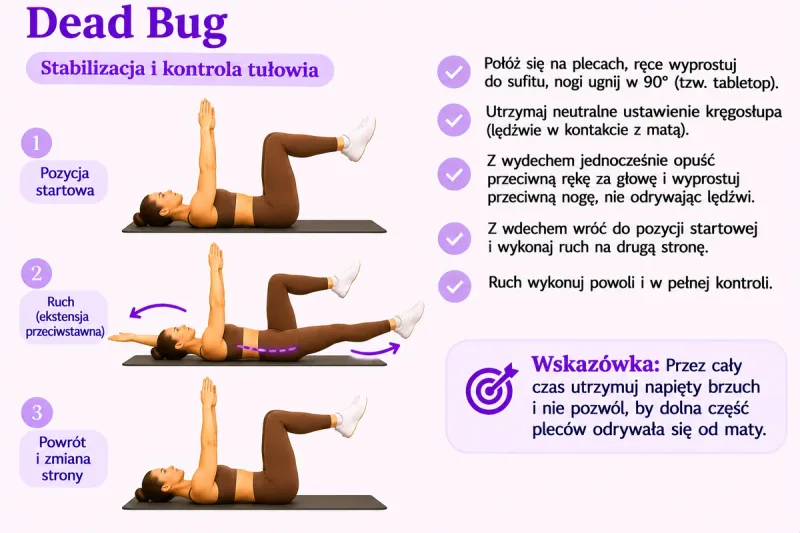 Dead Bug
Stabilizacja i kontrola tułowia
1
Pozycja
startowa
2
Ruch
(ekstensja
przeciwstawna)
3
Powrót
i zmiana
strony
Połóż się na plecach, ręce wyprostuj
do sufitu, nogi ugnij w 90° (tzw. tabletop).
Utrzymaj neutralne ustawienie kręgosłupa
(lędźwie w kontakcie z matą).
Z wydechem jednocześnie opuść
przeciwną rękę za głowę i wyprostuj
przeciwną nogę, nie odrywając lędźwi.
Z wdechem wróć do pozycji startowej
i wykonaj ruch na drugą stronę.
Ruch wykonuj powoli i w pełnej kontroli.
Wskazówka: Przez cały
czas utrzymuj napięty brzuch
i nie pozwól, by dolna część
pleców odrywała się od maty.